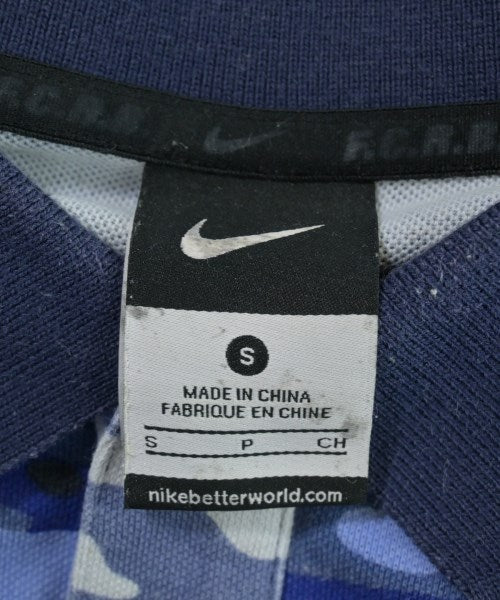 F.C.R.B.
F.C.R.B
S
MADE IN CHINA
FABRIQUE EN CHINE
S P CH
nikebetterworld.com